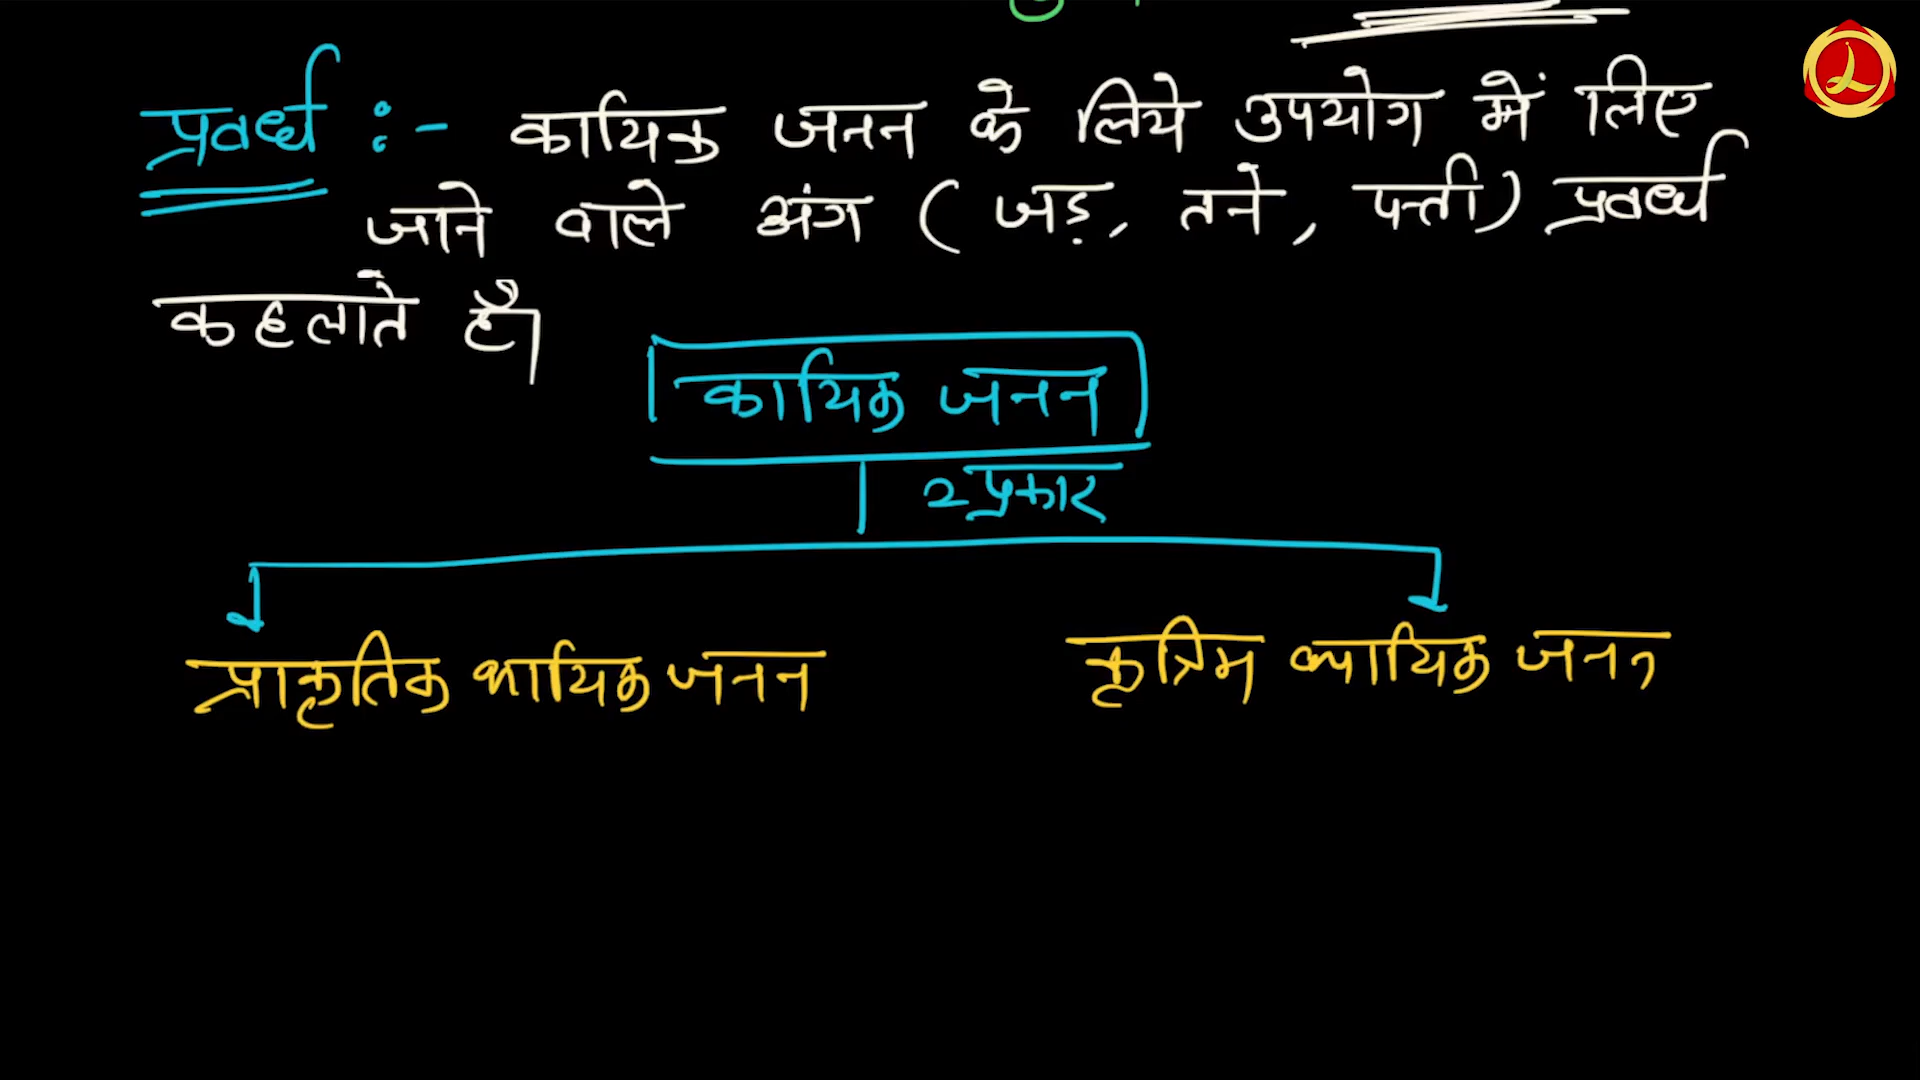 प्रवर्ध :- कायिक जनन के लिये उपयोग में लिए
जाने वाले अंग ( जड़, तने, पत्ती) प्रवर्ध
कहलाते है।
कायिक जनन
2 प्रकार
प्राकृतिक कायिक जनन
कृत्रिम कायिक जनन